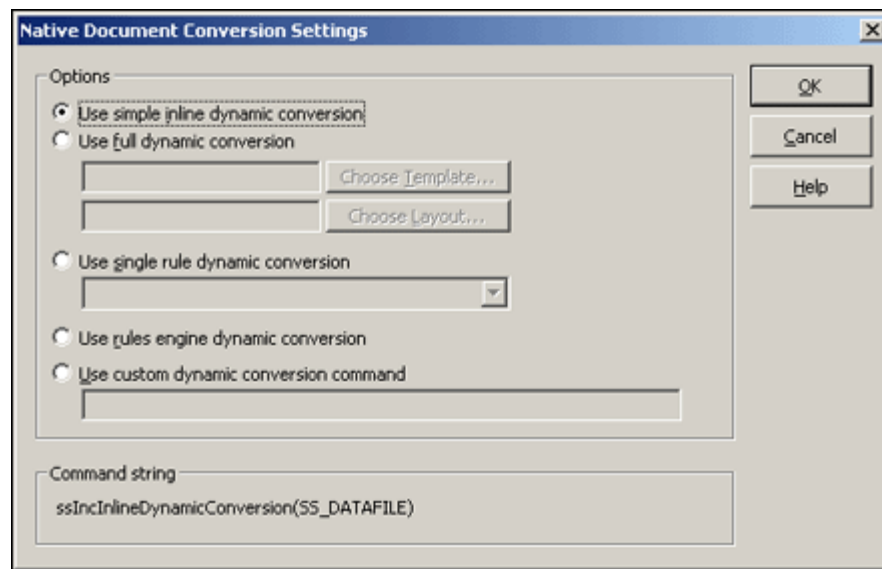 Native Document Conversion Settings
Options
Use simple inline dynamic conversion
Use full dynamic conversion
Choose Template...
Choose Layout...
Use single rule dynamic conversion
Use rules engine dynamic conversion
Use custom dynamic conversion command
OK
Cancel
Help
Command string
ssIncInlineDynamicConversion(SS_DATAFILE)